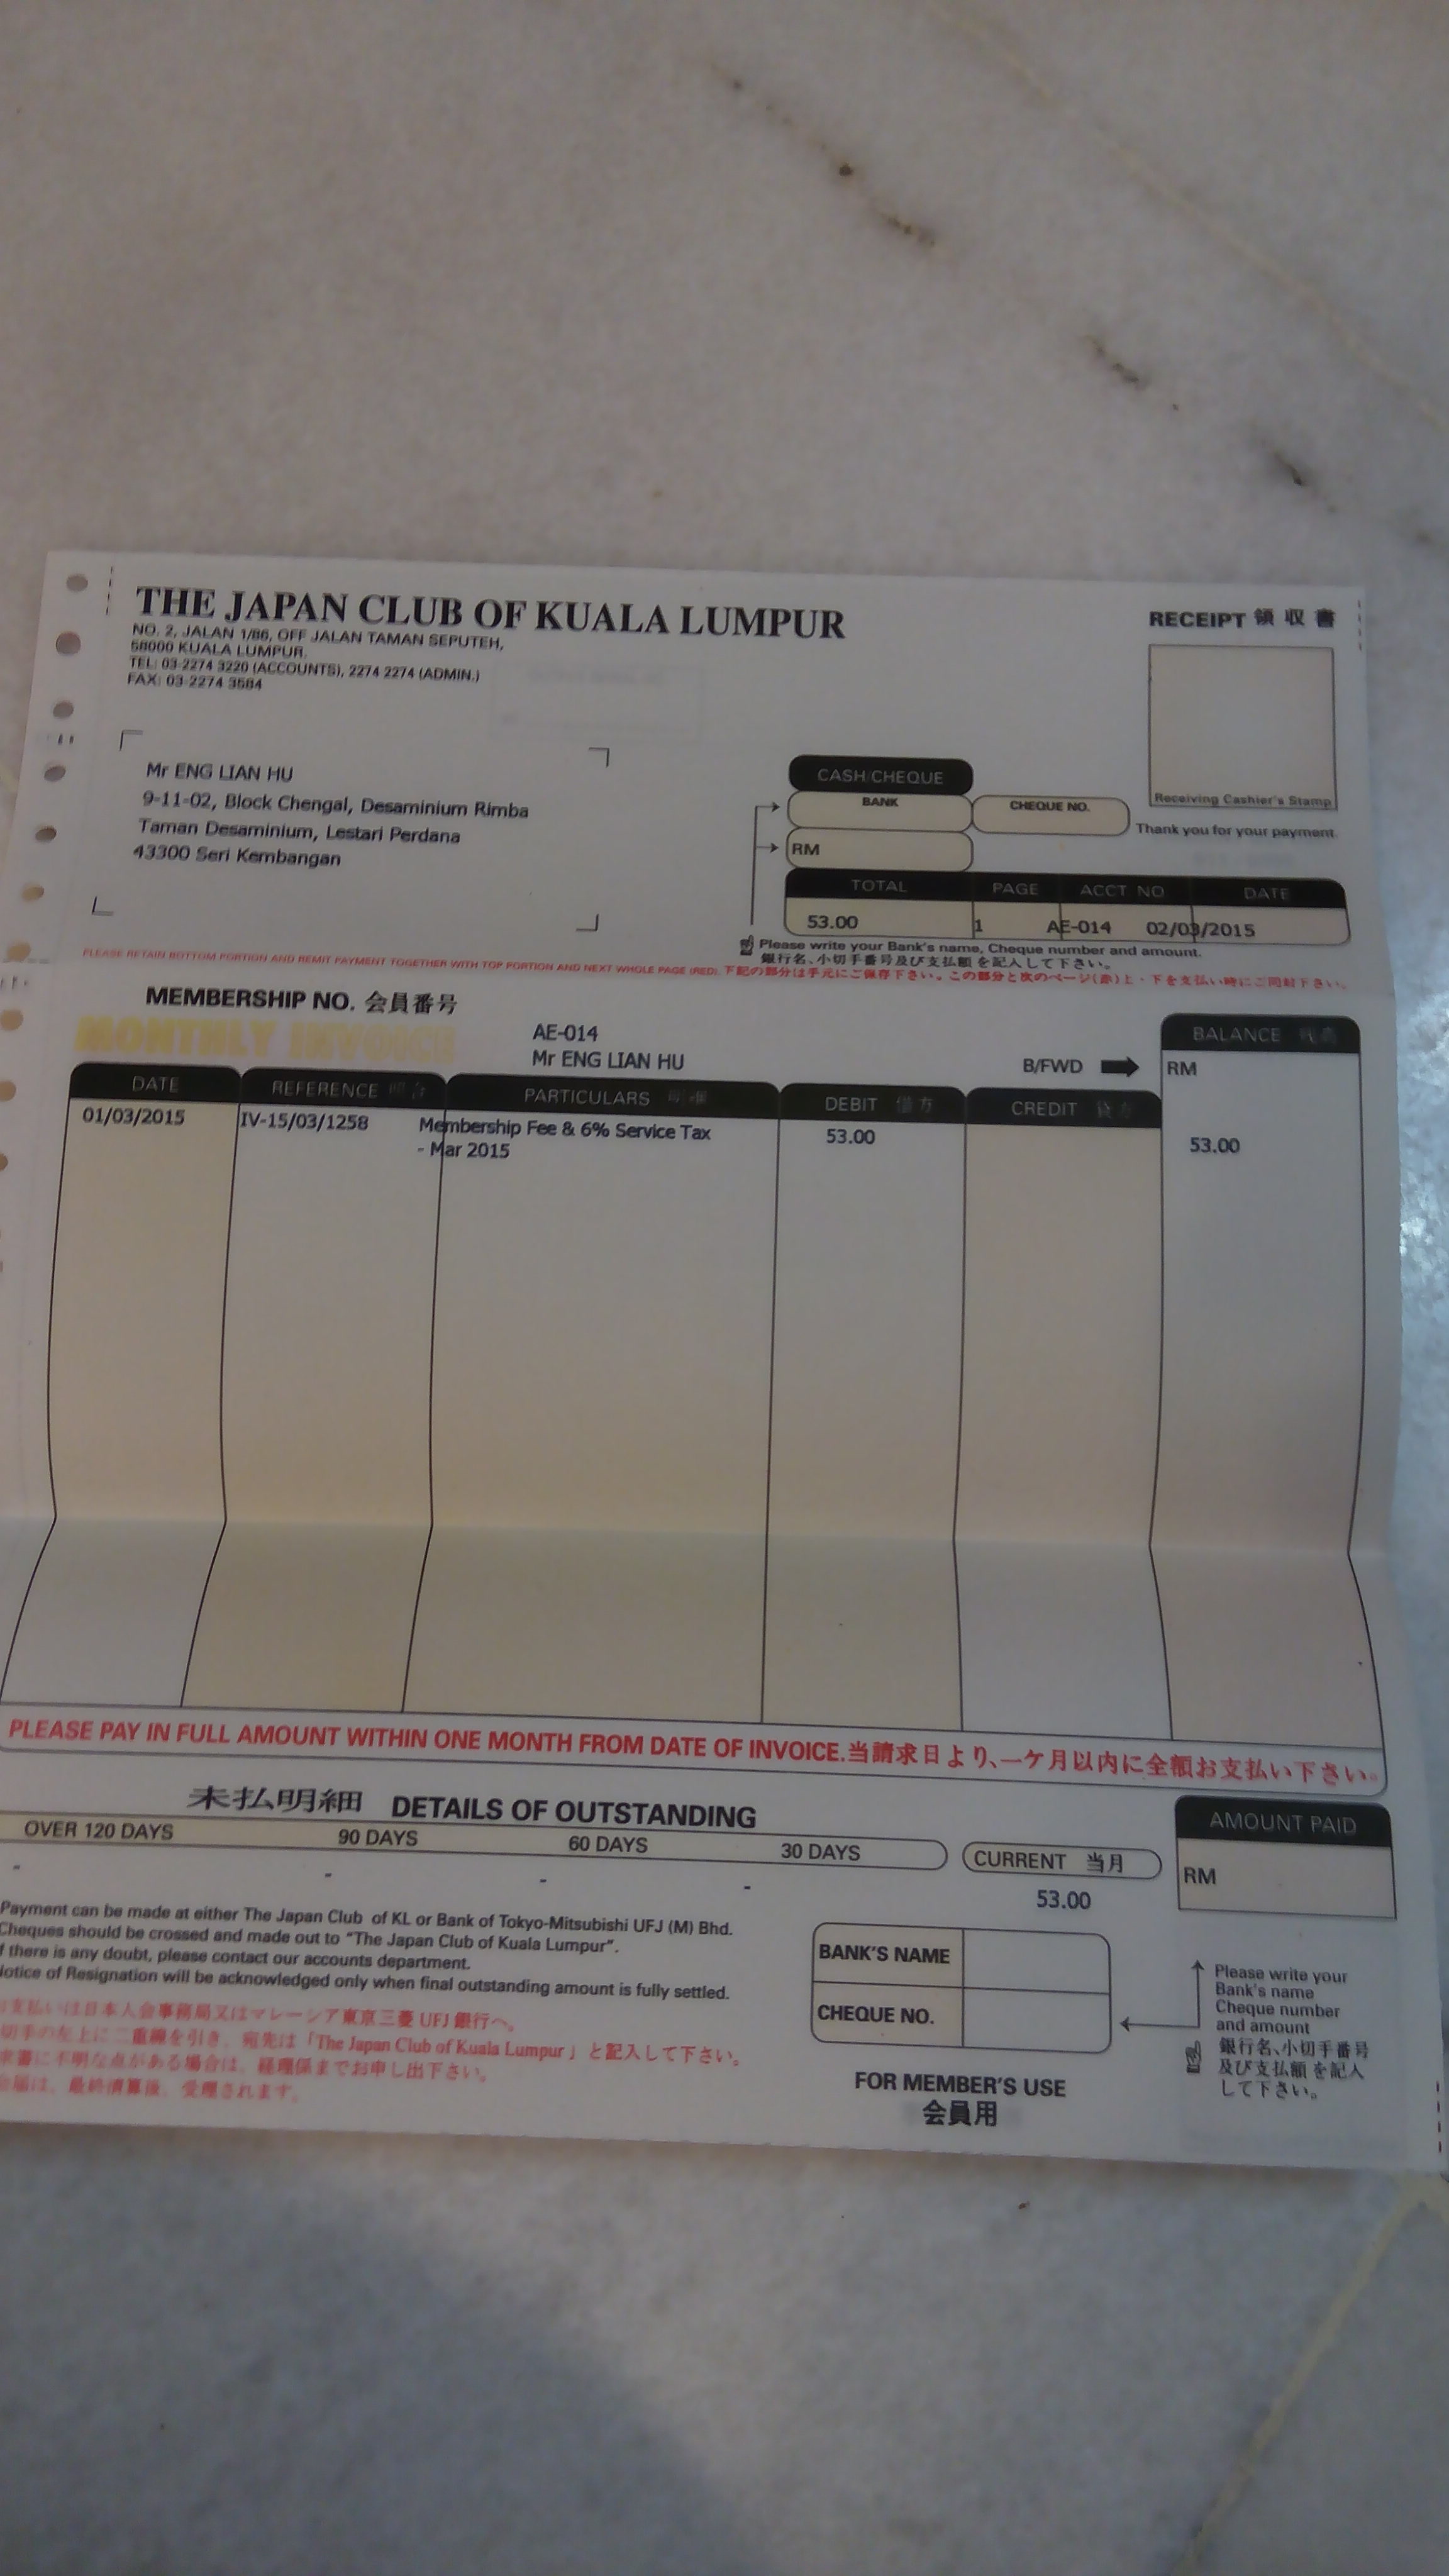 THE JAPAN CLUB OF KUALA LUMPUR
NO. 2, JALAN 1/86, OFF JALAN TAMAN SEPUTEH,
58000 KUALA LUMPUR.
TEL: 03-2274 3220 (ACCOUNTS), 2274 2274 (ADMIN.)
FAX: 03-2274 3584
RECEIPT 領収書
Receiving Cashier's Stamp
Thank you for your payment
Mr ENG LIAN HU
9-11-02, Block Chengal, Desaminium Rimba
Taman Desaminium, Lestari Perdana
43300 Seri Kembangan
CASH/CHEQUE
BANK
CHEQUE NO.
RM
TOTAL PAGE ACCT NO DATE
53.00 1 AE-014 02/03/2015
Please write your Bank's name, Cheque number and amount.
銀行名、小切手番号及び支払額を記入して下さい。
PLEASE RETAIN BOTTOM PORTION AND REMIT PAYMENT TOGETHER WITH TOP PORTION AND NEXT WHOLE PAGE (RED). 下記の部分は手元にご保存下さい。この部分と次のページ(赤)上・下を支払い時にご同封下さい。
MEMBERSHIP NO. 会員番号
MONTHLY INVOICE
AE-014
Mr ENG LIAN HU
B/FWD
BALANCE 残高
RM
DATE REFERENCE 照合 PARTICULARS 明細 DEBIT 借方 CREDIT 貸方
01/03/2015 IV-15/03/1258 Membership Fee & 6% Service Tax 53.00 53.00
- Mar 2015
PLEASE PAY IN FULL AMOUNT WITHIN ONE MONTH FROM DATE OF INVOICE.当請求日より、一ケ月以内に全額お支払い下さい。
未払明細 DETAILS OF OUTSTANDING
OVER 120 DAYS 90 DAYS 60 DAYS 30 DAYS CURRENT 当月
- - - - 53.00
AMOUNT PAID
RM
Payment can be made at either The Japan Club of KL or Bank of Tokyo-Mitsubishi UFJ (M) Bhd.
Cheques should be crossed and made out to "The Japan Club of Kuala Lumpur".
f there is any doubt, please contact our accounts department.
Notice of Resignation will be acknowledged only when final outstanding amount is fully settled.
支払いは日本人会事務局又はマレーシア東京三菱 UFJ 銀行へ。
切手の左上に二重線を引き、宛先は「The Japan Club of Kuala Lumpur」と記入して下さい。
求書に不明な点がある場合は、経理係までお申し出下さい。
会届は、最終清算後、受理されます。
BANK'S NAME
CHEQUE NO.
Please write your
Bank's name
Cheque number
and amount
銀行名、小切手番号
及び支払額を記入
して下さい。
FOR MEMBER'S USE
会員用